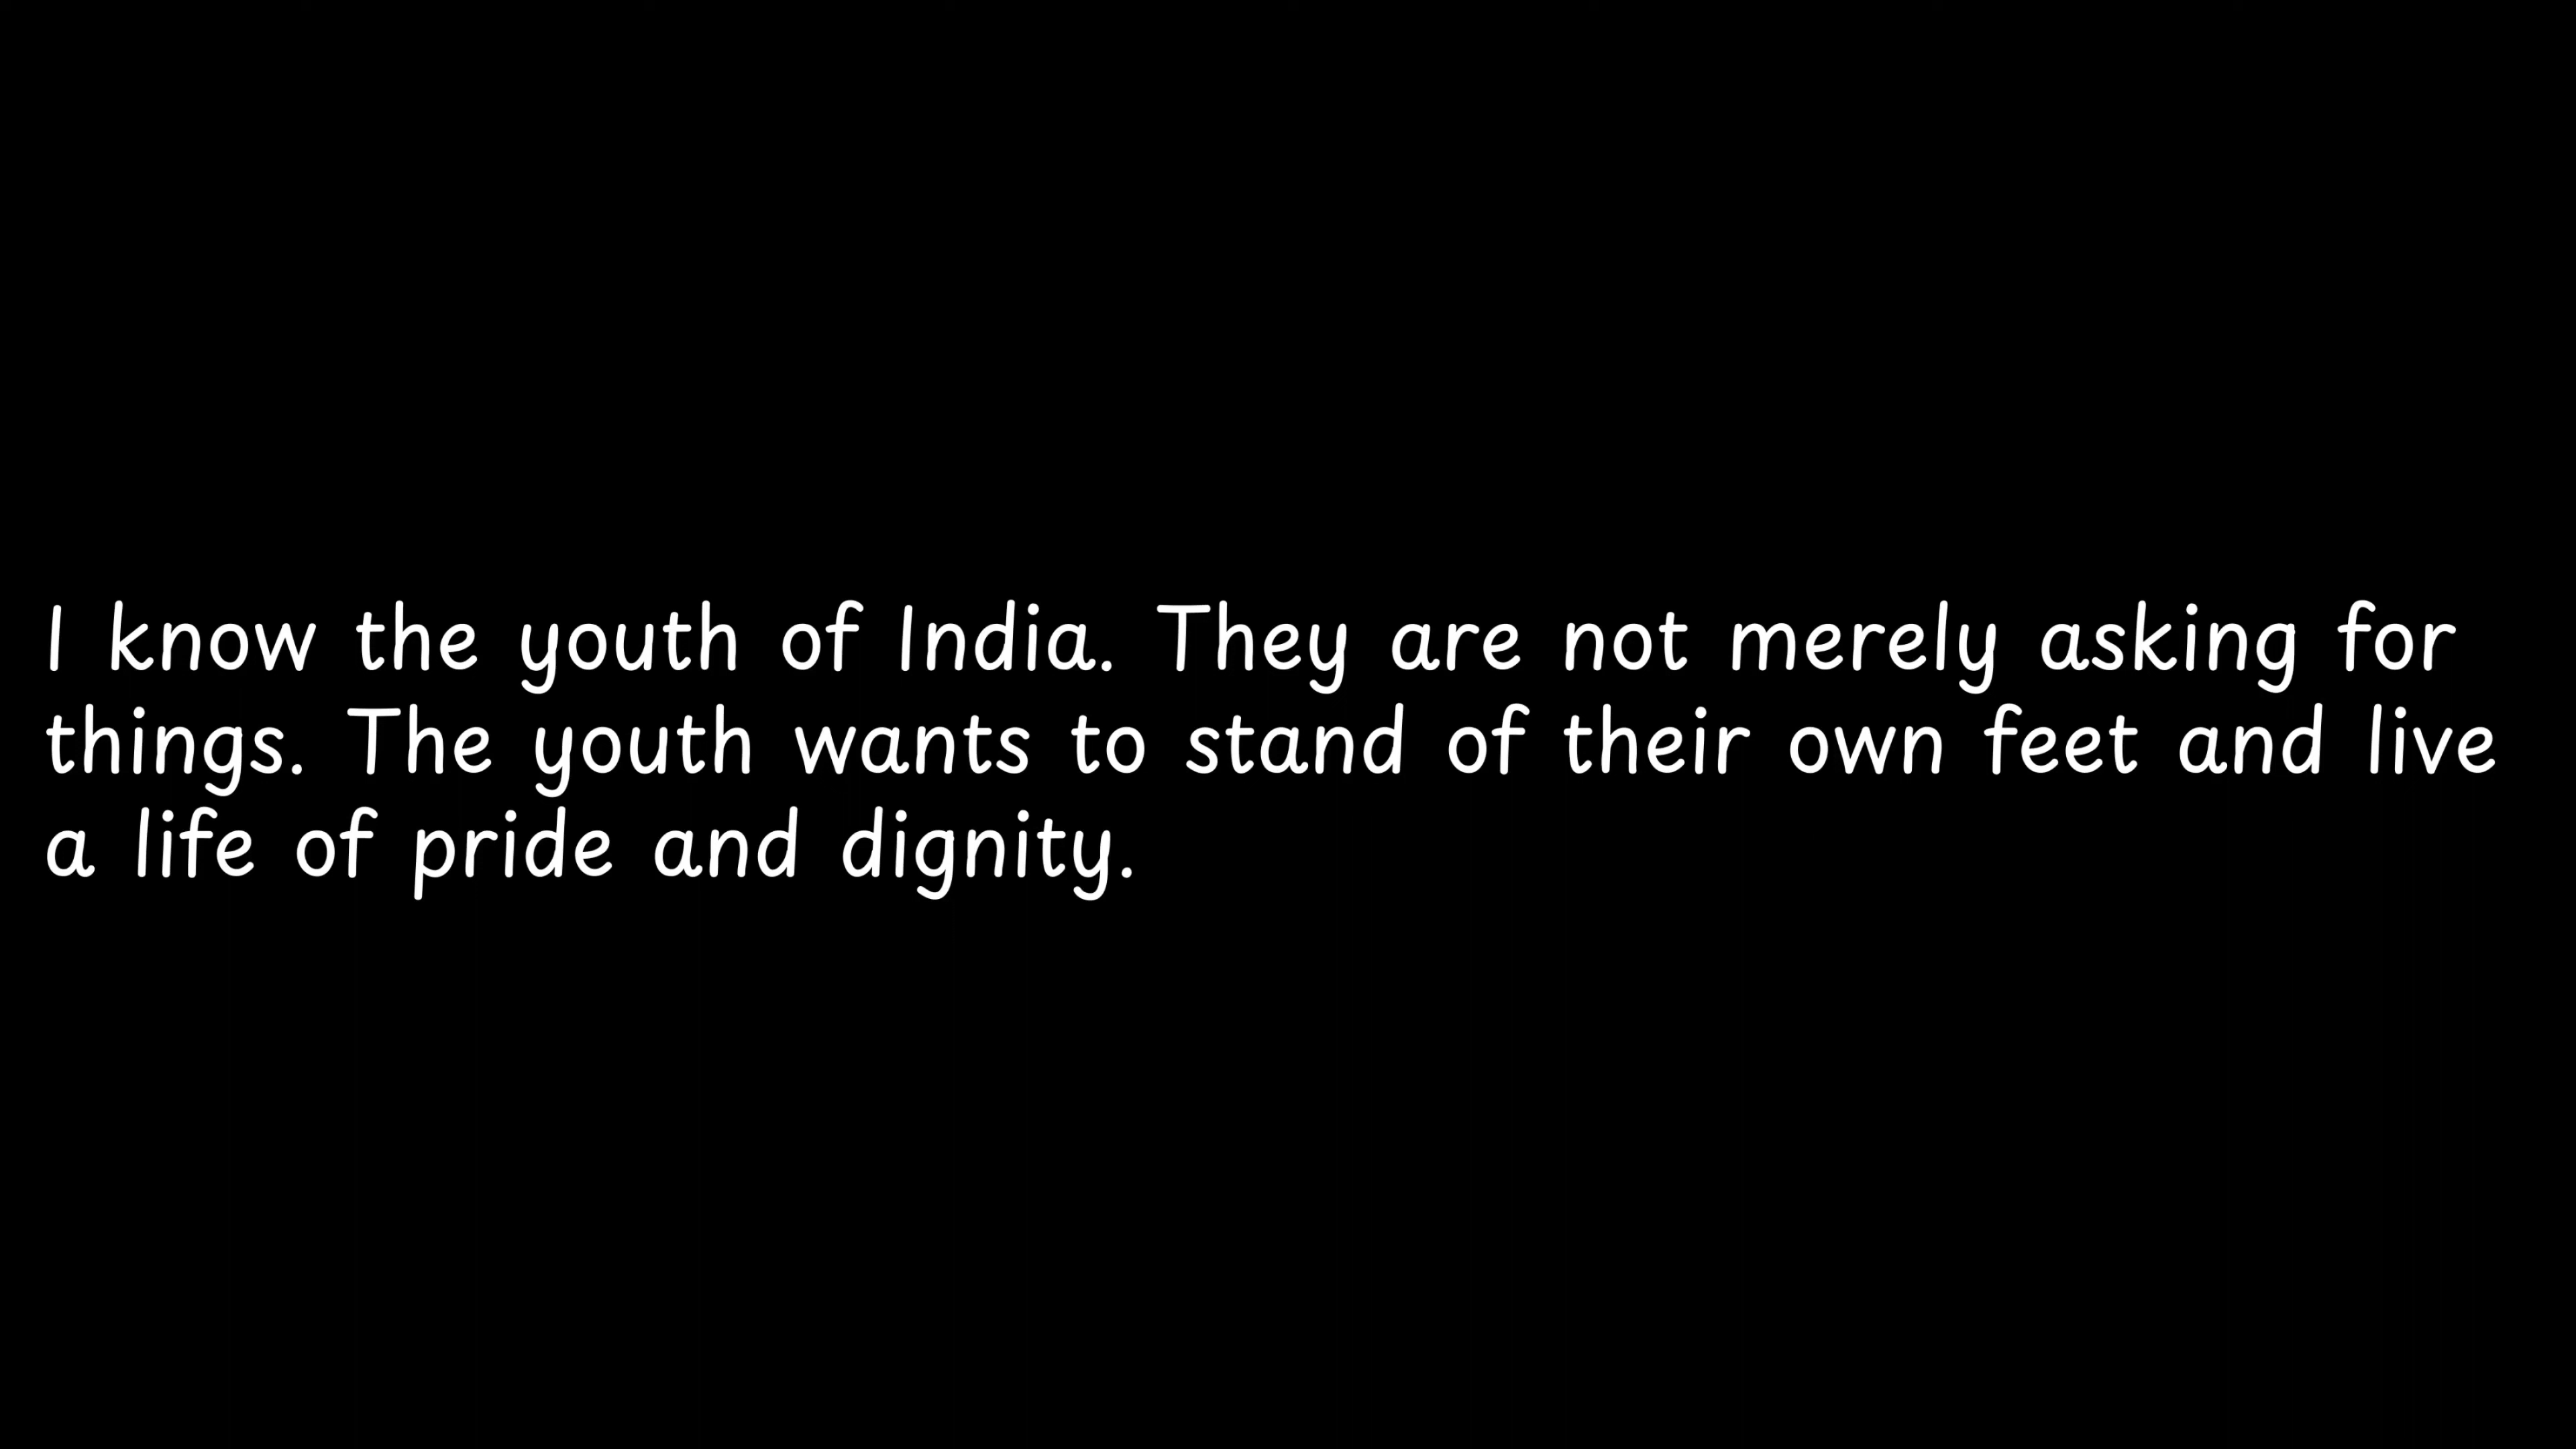 I know the youth of India. They are not merely asking for
things. The youth wants to stand of their own feet and live
a life of pride and dignity.